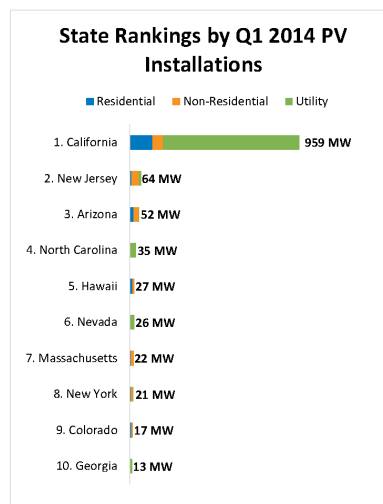 State Rankings by Q1 2014 PV
Installations
Residential Non-Residential Utility
1. California 959 MW
2. New Jersey 64 MW
3. Arizona 52 MW
4. North Carolina 35 MW
5. Hawaii 27 MW
6. Nevada 26 MW
7. Massachusetts 22 MW
8. New York 21 MW
9. Colorado 17 MW
10. Georgia 13 MW